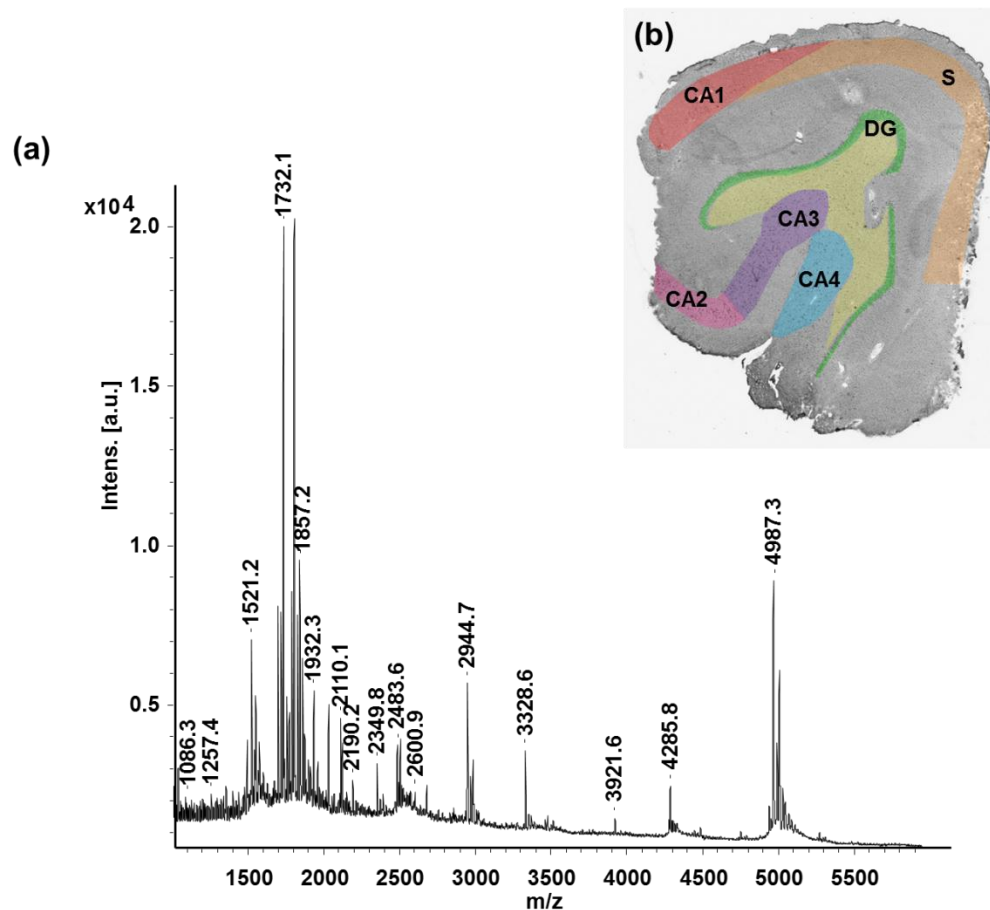 (b)
CA1
S
DG
CA3
CA4
CA2
(a)
x10⁴
2.0
1.5
1.0
0.5
Intens. [a.u.]
1086.3
1257.4
1521.2
1732.1
1857.2
1932.3
2110.1
2190.2
2349.8
2483.6
2600.9
2944.7
3328.6
3921.6
4285.8
4987.3
1500 2000 2500 3000 3500 4000 4500 5000 5500
m/z